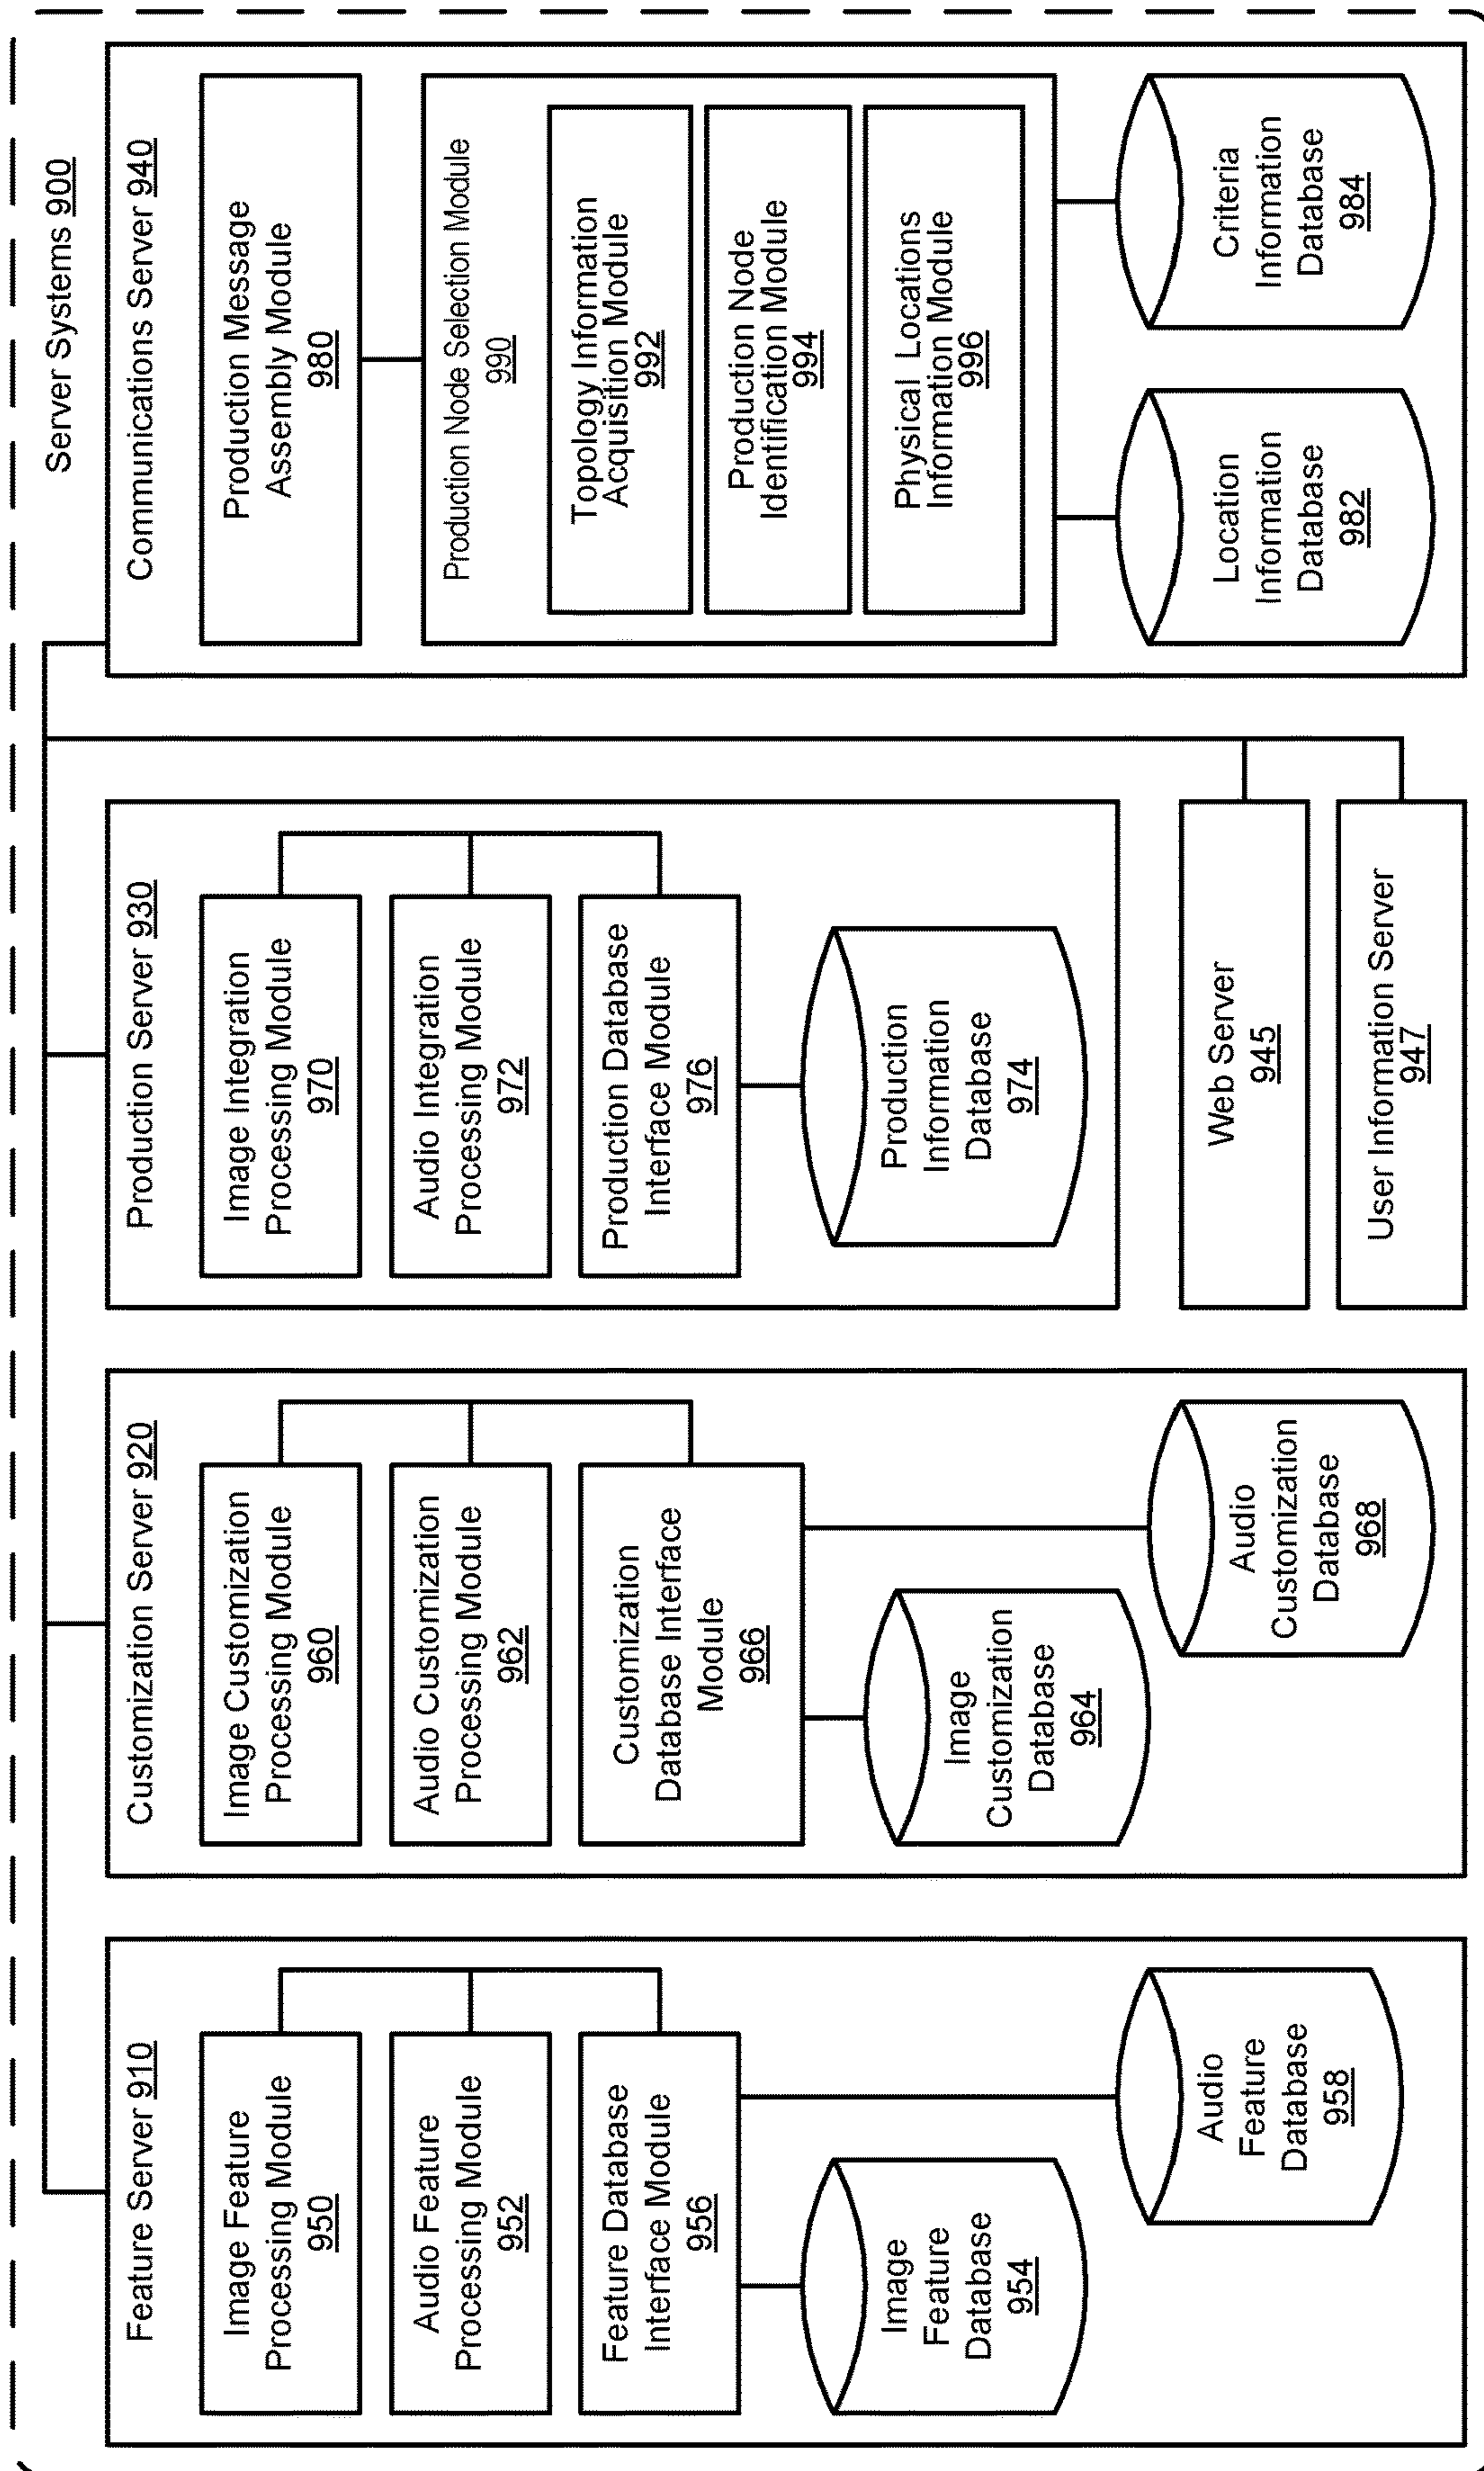 Server Systems 900
Feature Server 910
Image Feature
Processing Module
950
Audio Feature
Processing Module
952
Feature Database
Interface Module
956
Image
Feature
Database
954
Audio
Feature
Database
958
Customization Server 920
Image Customization
Processing Module
960
Audio Customization
Processing Module
962
Customization
Database Interface
Module
966
Image
Customization
Database
964
Audio
Customization
Database
968
Production Server 930
Image Integration
Processing Module
970
Audio Integration
Processing Module
972
Production Database
Interface Module
976
Production
Information
Database
974
Web Server
945
User Information Server
947
Communications Server 940
Production Message
Assembly Module
980
Production Node Selection Module
990
Topology Information
Acquisition Module
992
Production Node
Identification Module
994
Physical Locations
Information Module
996
Location
Information
Database
982
Criteria
Information
Database
984